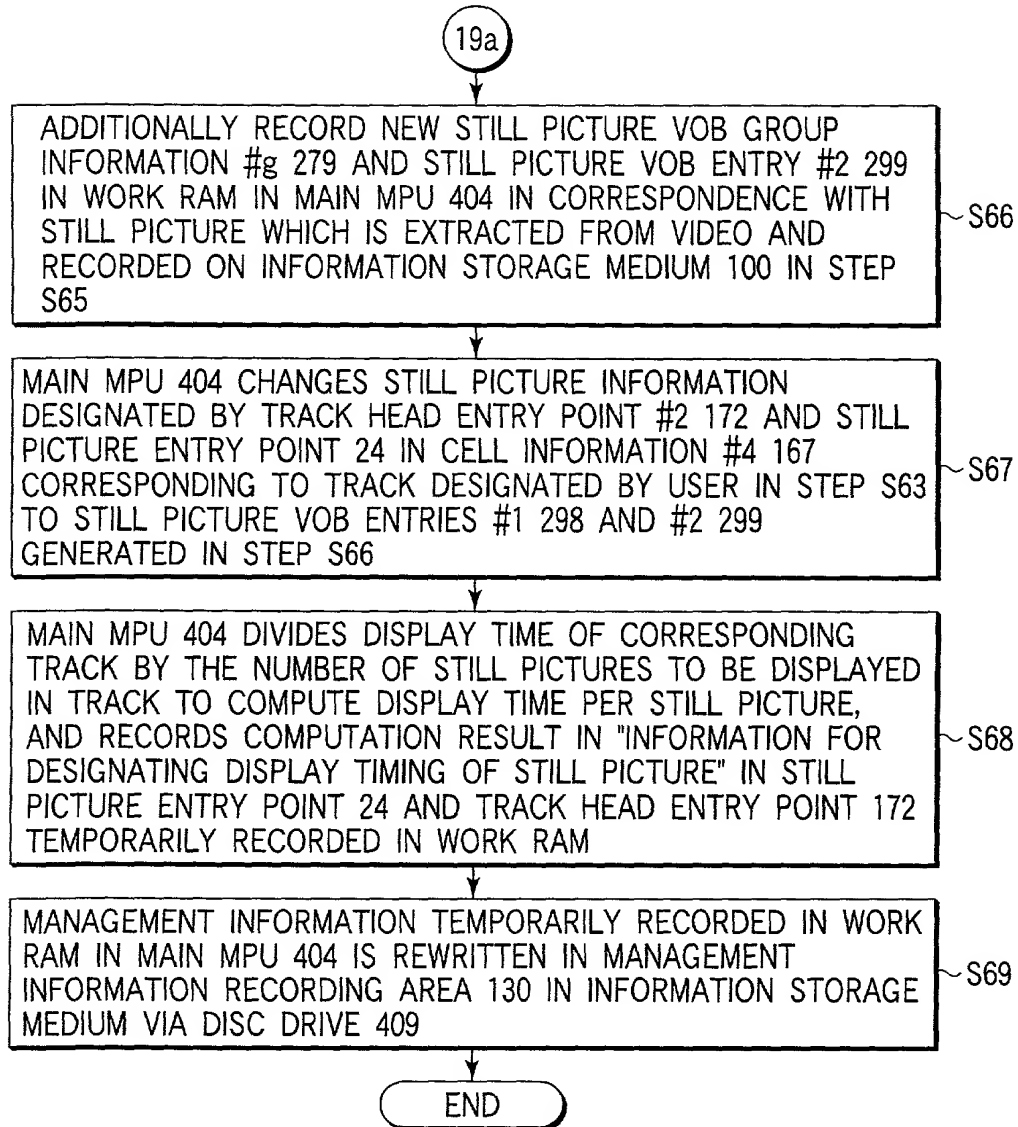 19a
ADDITIONALLY RECORD NEW STILL PICTURE VOB GROUP
INFORMATION #g 279 AND STILL PICTURE VOB ENTRY #2 299
IN WORK RAM IN MAIN MPU 404 IN CORRESPONDENCE WITH
STILL PICTURE WHICH IS EXTRACTED FROM VIDEO AND
RECORDED ON INFORMATION STORAGE MEDIUM 100 IN STEP
S65
S66
MAIN MPU 404 CHANGES STILL PICTURE INFORMATION
DESIGNATED BY TRACK HEAD ENTRY POINT #2 172 AND STILL
PICTURE ENTRY POINT 24 IN CELL INFORMATION #4 167
CORRESPONDING TO TRACK DESIGNATED BY USER IN STEP S63
TO STILL PICTURE VOB ENTRIES #1 298 AND #2 299
GENERATED IN STEP S66
S67
MAIN MPU 404 DIVIDES DISPLAY TIME OF CORRESPONDING
TRACK BY THE NUMBER OF STILL PICTURES TO BE DISPLAYED
IN TRACK TO COMPUTE DISPLAY TIME PER STILL PICTURE,
AND RECORDS COMPUTATION RESULT IN "INFORMATION FOR
DESIGNATING DISPLAY TIMING OF STILL PICTURE" IN STILL
PICTURE ENTRY POINT 24 AND TRACK HEAD ENTRY POINT 172
TEMPORARILY RECORDED IN WORK RAM
S68
MANAGEMENT INFORMATION TEMPORARILY RECORDED IN WORK
RAM IN MAIN MPU 404 IS REWRITTEN IN MANAGEMENT
INFORMATION RECORDING AREA 130 IN INFORMATION STORAGE
MEDIUM VIA DISC DRIVE 409
S69
END